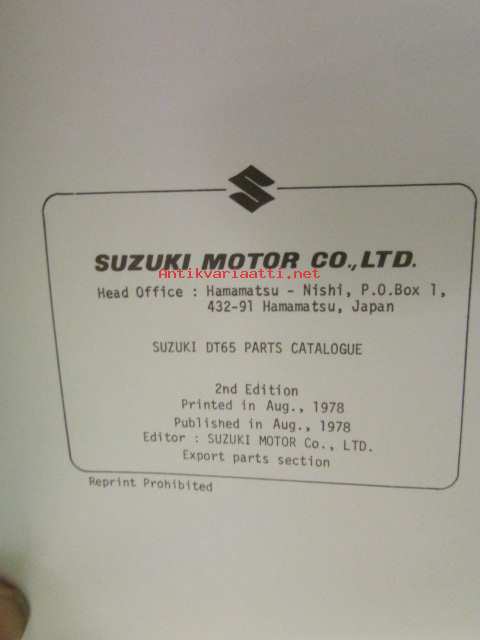 SUZUKI MOTOR CO.,LTD.
Antikvariaatti.net
Head Office : Hamamatsu - Nishi, P.O.Box 1,
432-91 Hamamatsu, Japan
SUZUKI DT65 PARTS CATALOGUE
2nd Edition
Printed in Aug., 1978
Published in Aug., 1978
Editor : SUZUKI MOTOR Co., LTD.
Export parts section
Reprint Prohibited